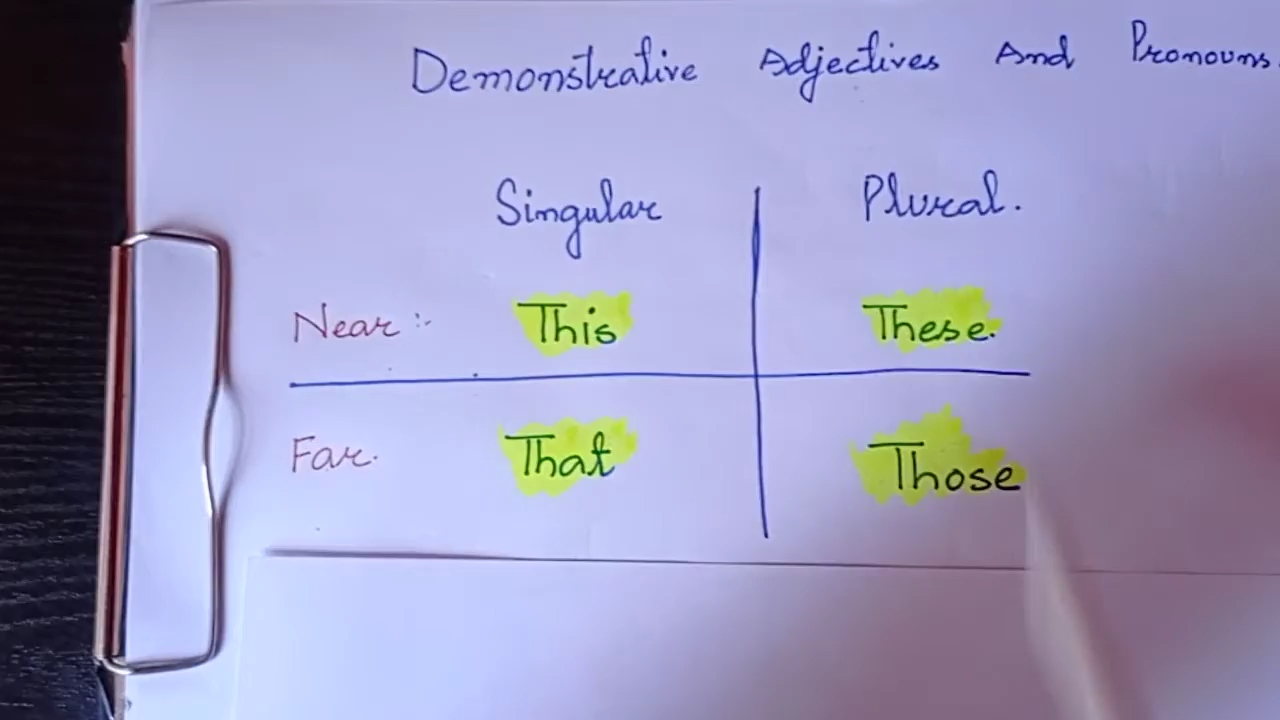 Demonstrative Adjectives And Pronouns.
Singular Plural.
Near :- This These.
Far. That Those